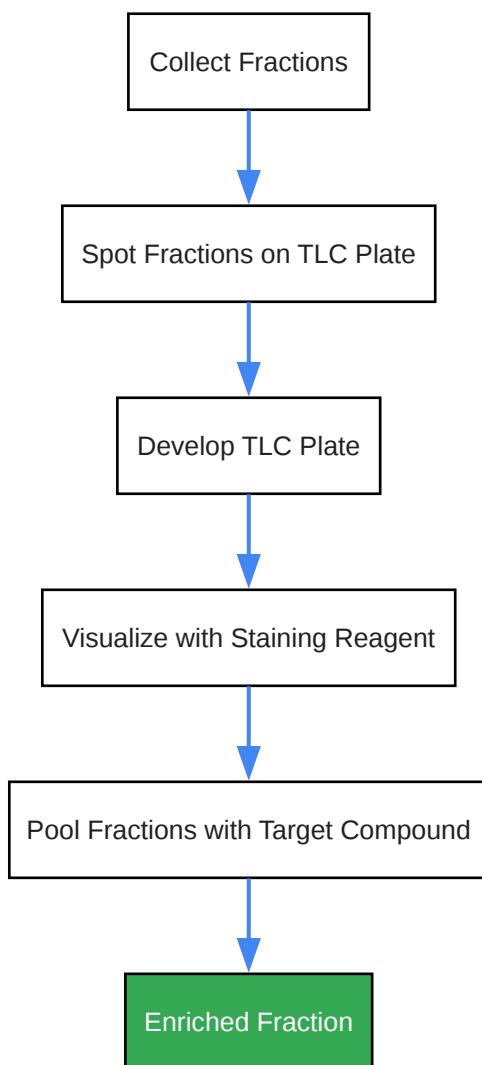 Collect Fractions
Spot Fractions on TLC Plate
Develop TLC Plate
Visualize with Staining Reagent
Pool Fractions with Target Compound
Enriched Fraction